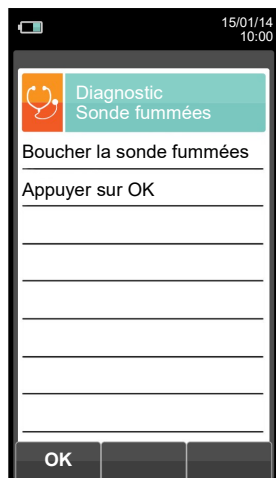 15/01/14
10:00
Diagnostic
Sonde fummées
Boucher la sonde fummées
Appuyer sur OK
OK